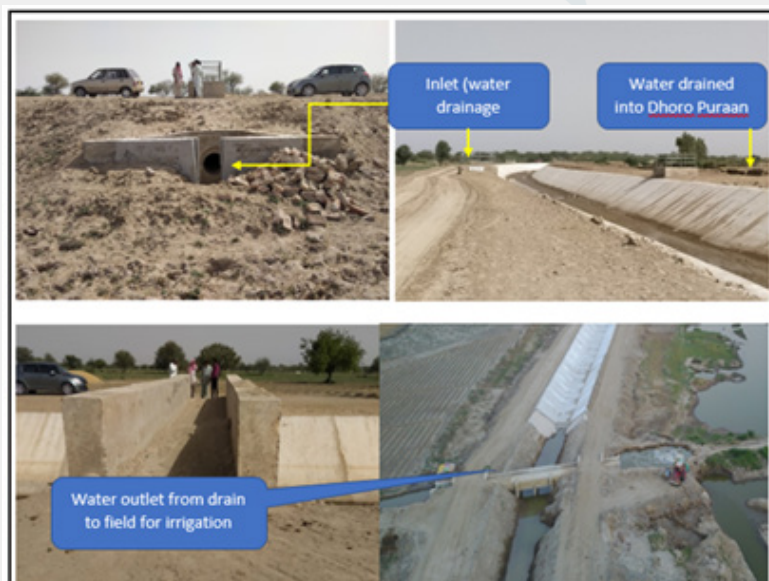 Inlet (water
drainage
Water drained
into Dhoro Puraan
Water outlet from drain
to field for irrigation